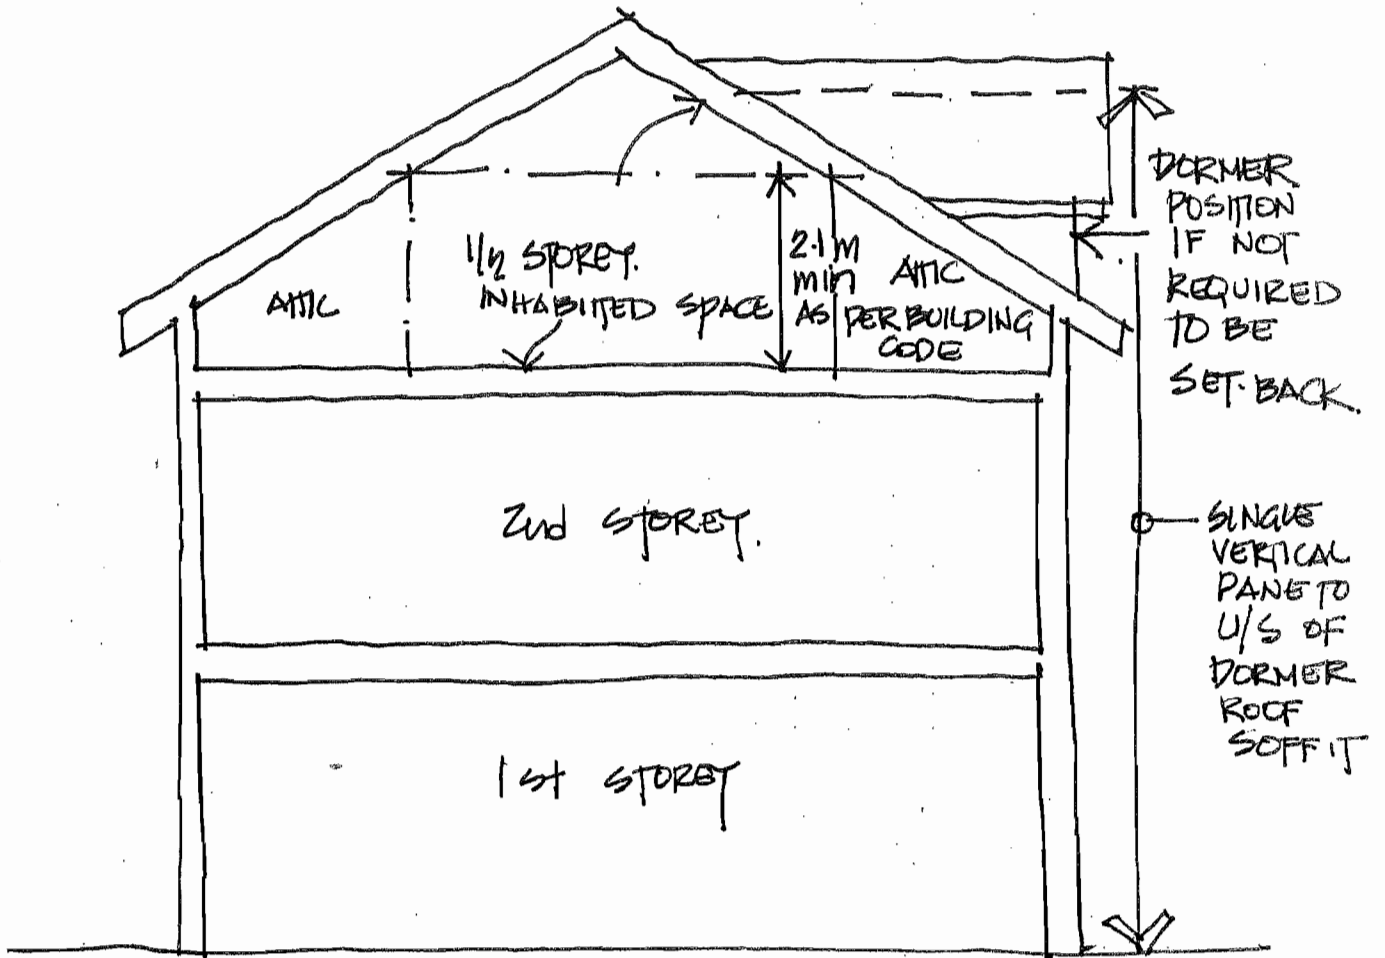 1/2 STOREY.
INHABITED SPACE
ATTIC
2.1m
min
AS PER BUILDING
CODE
ATTIC
DORMER
POSITION
IF NOT
REQUIRED
TO BE
SET-BACK.
2nd STOREY.
SINGLE
VERTICAL
PANE TO
U/S OF
DORMER
ROOF
SOFFIT
1st STOREY